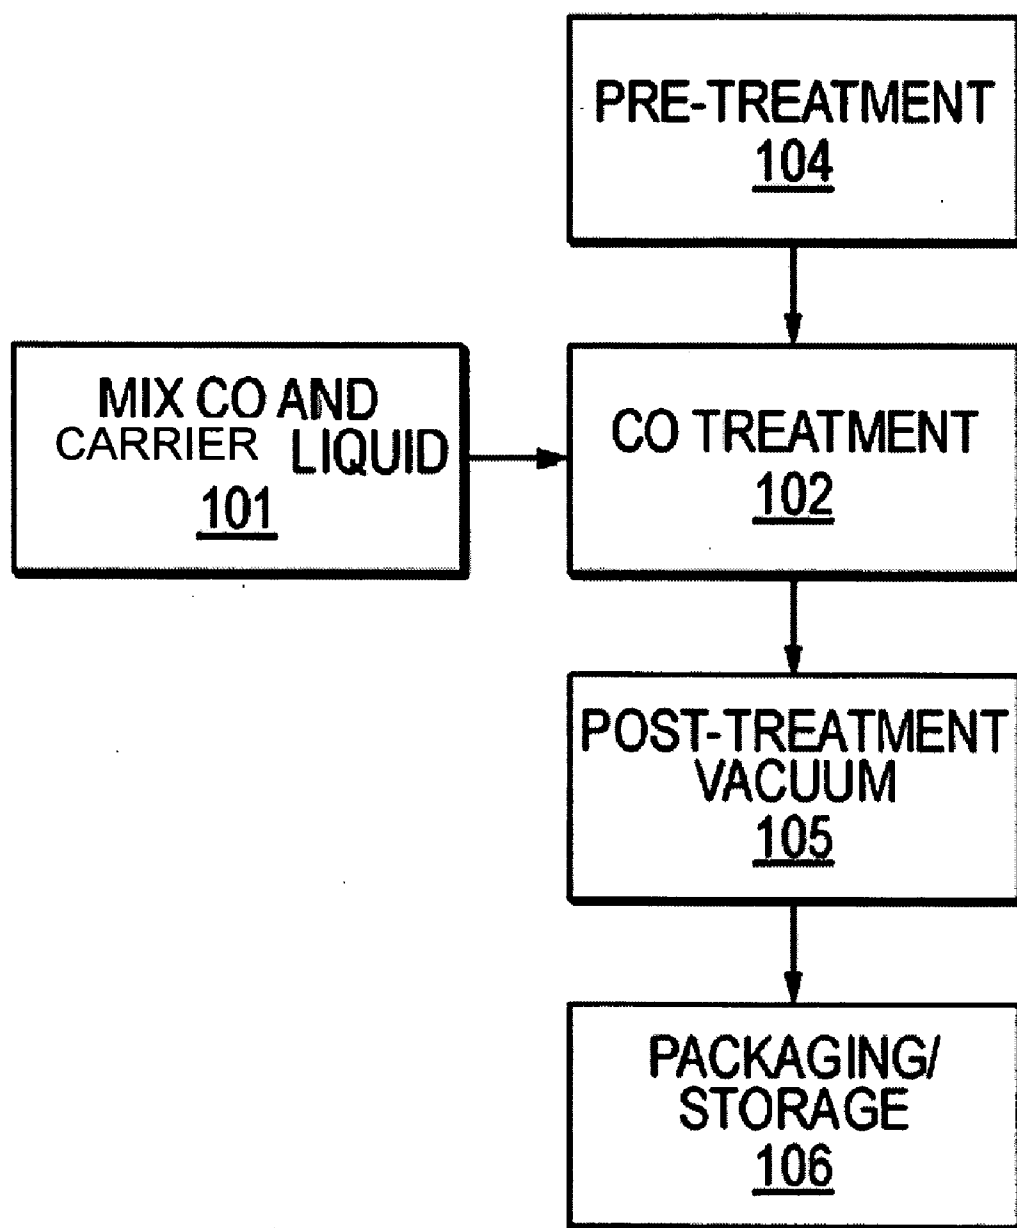 PRE-TREATMENT
104
MIX CO AND
CARRIER LIQUID
101
CO TREATMENT
102
POST-TREATMENT
VACUUM
105
PACKAGING/
STORAGE
106